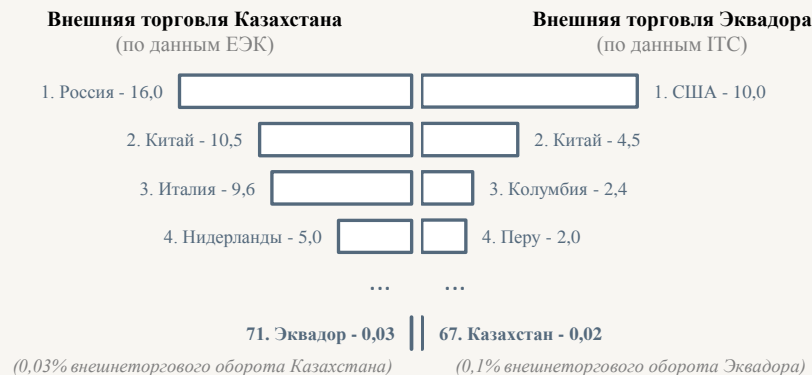 Внешняя торговля Казахстана
(по данным ЕЭК)
1. Россия - 16,0
2. Китай - 10,5
3. Италия - 9,6
4. Нидерланды - 5,0
...
71. Эквадор - 0,03
(0,03% внешнеторгового оборота Казахстана)
Внешняя торговля Эквадора
(по данным ITC)
1. США - 10,0
2. Китай - 4,5
3. Колумбия - 2,4
4. Перу - 2,0
...
67. Казахстан - 0,02
(0,1% внешнеторгового оборота Эквадора)